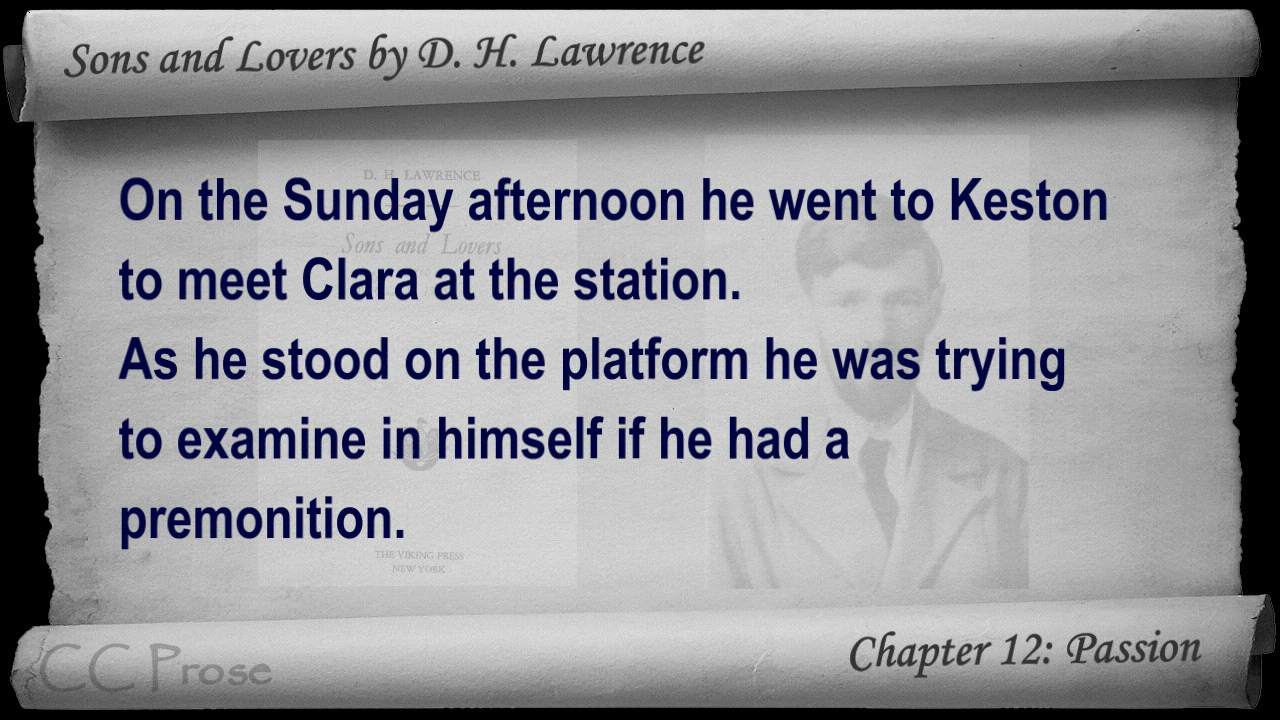 Sons and Lovers by D. H. Lawrence
D. H. LAWRENCE
On the Sunday afternoon he went to Keston
Sons and Lovers
to meet Clara at the station.
As he stood on the platform he was trying
to examine in himself if he had a
premonition.
THE VIKING PRESS
NEW YORK
Chapter 12: Passion
CC Prose